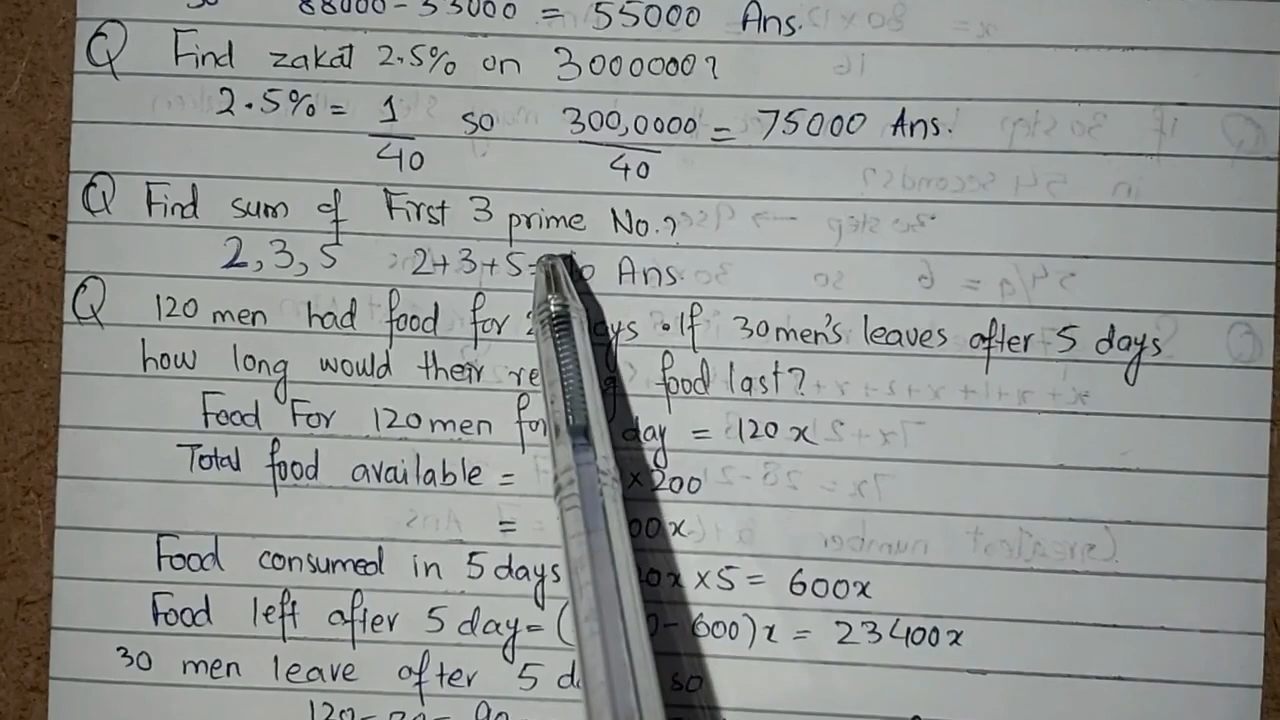 88000-33000 = 55000 Ans.
Q Find zakat 2.5% on 3000000?
2.5% = 1/40 so 300,0000/40 = 75000 Ans.
Q Find sum of First 3 prime No.?
2,3,5 2+3+5= Ans.
Q 120 men had food for days. If 30 men's leaves after 5 days
how long would their food last?
Food For 120 men day = 120x
Total food available = ×200
= 00x
Food consumed in 5 days x × 5 = 600x
Food left after 5 day = ( - 600)x = 23400x
30 men leave after 5 so